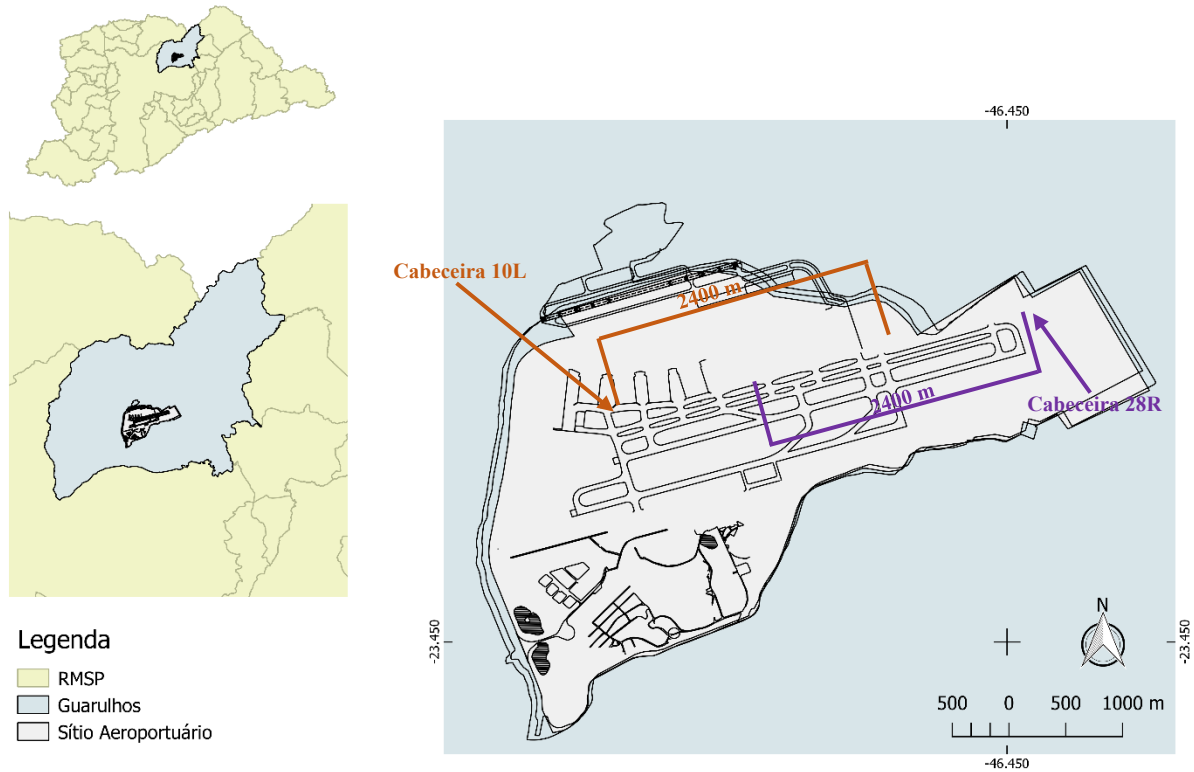 -46.450
Cabeceira 10L
2400 m
2400 m
Cabeceira 28R
-23.450
-23.450
N
500 0 500 1000 m
-46.450
Legenda
RMSP
Guarulhos
Sítio Aeroportuário